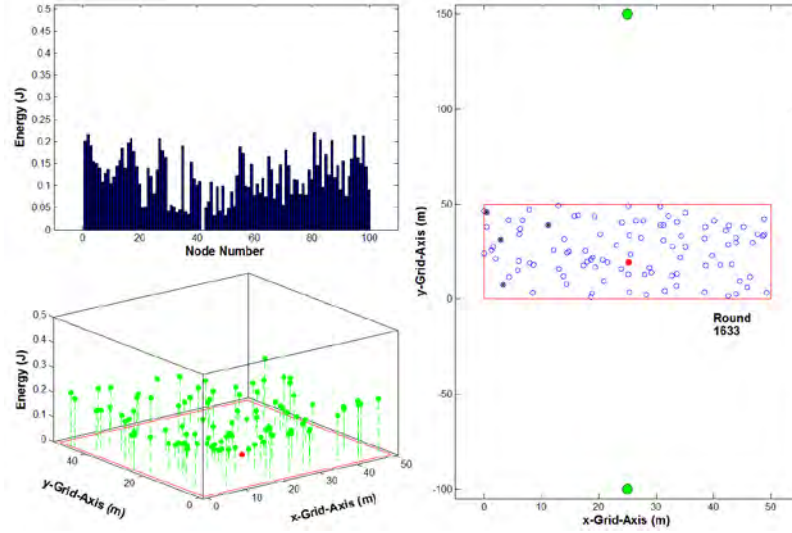 0.5
0.45
0.4
0.35
0.3
0.25
0.2
0.15
0.1
0.05
0
Energy (J)
0 20 40 60 80 100
Node Number
0.5
0.4
0.3
0.2
0.1
0
Energy (J)
40
20
0
y-Grid-Axis (m)
0 10 20 30 40 50
x-Grid-Axis (m)
150
100
50
0
-50
-100
y-Grid-Axis (m)
Round
1633
0 10 20 30 40 50
x-Grid-Axis (m)